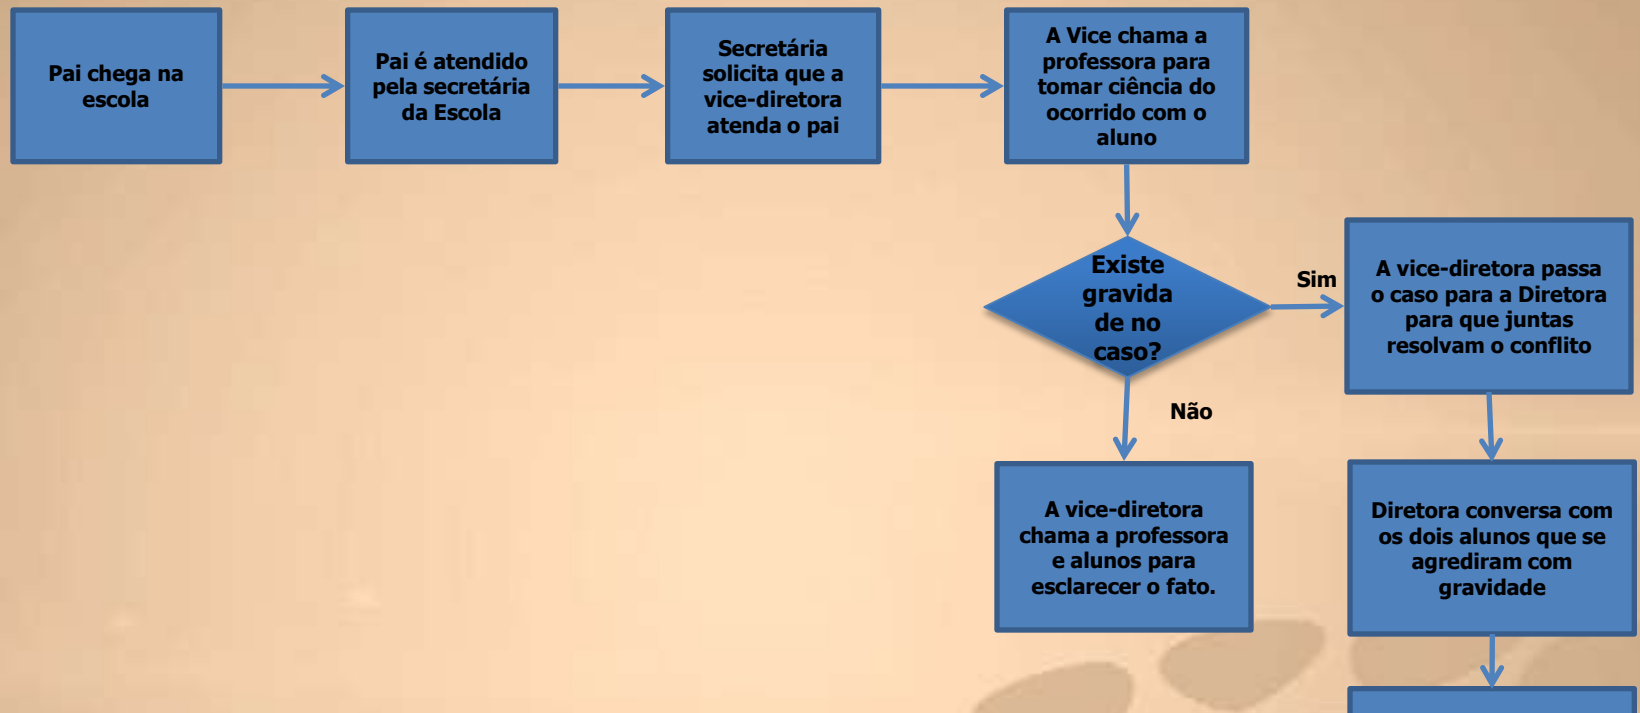 Pai chega na
escola
Pai é atendido
pela secretária
da Escola
Secretária
solicita que a
vice-diretora
atenda o pai
A Vice chama a
professora para
tomar ciência do
ocorrido com o
aluno
Existe
gravida
de no
caso?
Sim
A vice-diretora passa
o caso para a Diretora
para que juntas
resolvam o conflito
Não
A vice-diretora
chama a professora
e alunos para
esclarecer o fato.
Diretora conversa com
os dois alunos que se
agrediram com
gravidade